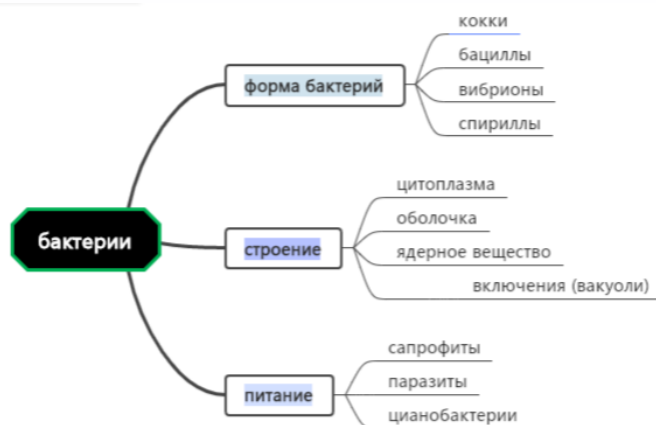 бактерии
форма бактерий
кокки
бациллы
вибрионы
спириллы
строение
цитоплазма
оболочка
ядерное вещество
включения (вакуоли)
питание
сапрофиты
паразиты
цианобактерии